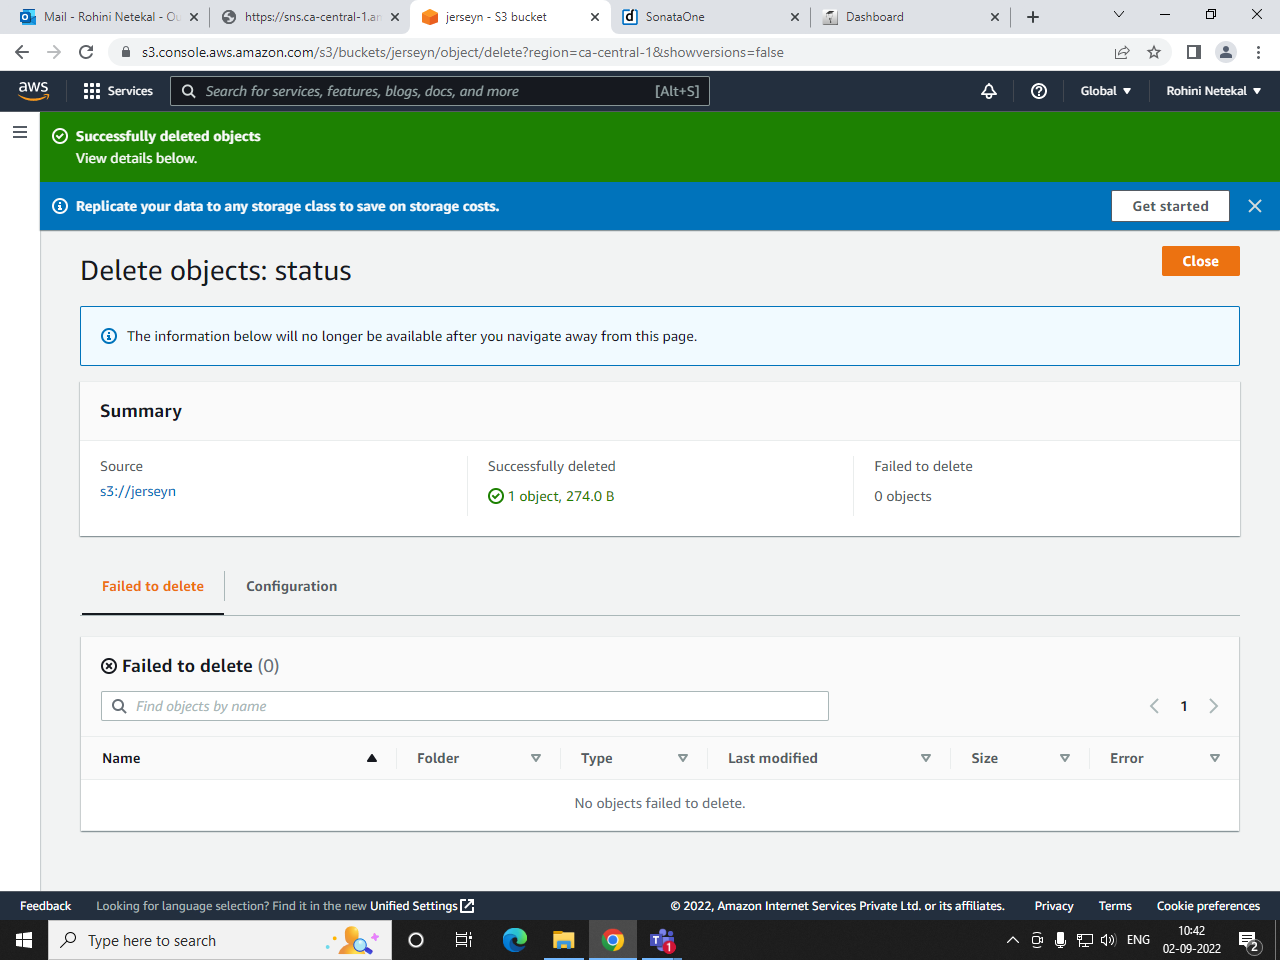 Mail - Rohini Netekal - Ou
https://sns.ca-central-1.am
jerseyn - S3 bucket
SonataOne
Dashboard
s3.console.aws.amazon.com/s3/buckets/jerseyn/object/delete?region=ca-central-1&showversions=false
aws
Services
Search for services, features, blogs, docs, and more
[Alt+S]
Global
Rohini Netekal
Successfully deleted objects
View details below.
Replicate your data to any storage class to save on storage costs.
Get started
Delete objects: status
Close
The information below will no longer be available after you navigate away from this page.
Summary
Source
s3://jerseyn
Successfully deleted
1 object, 274.0 B
Failed to delete
0 objects
Failed to delete
Configuration
Failed to delete (0)
Find objects by name
1
Name
Folder
Type
Last modified
Size
Error
No objects failed to delete.
Feedback
Looking for language selection? Find it in the new Unified Settings
© 2022, Amazon Internet Services Private Ltd. or its affiliates.
Privacy
Terms
Cookie preferences
Type here to search
1
ENG
10:42
02-09-2022
2